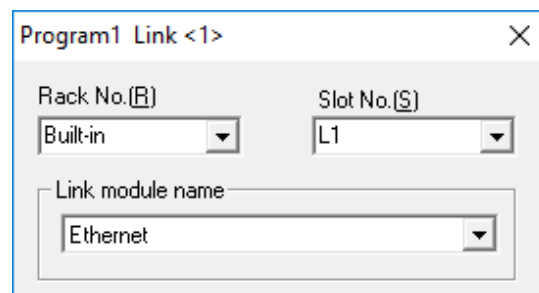 Program1 Link <1>
Rack No.(R) Slot No.(S)
Built-in L1
Link module name
Ethernet